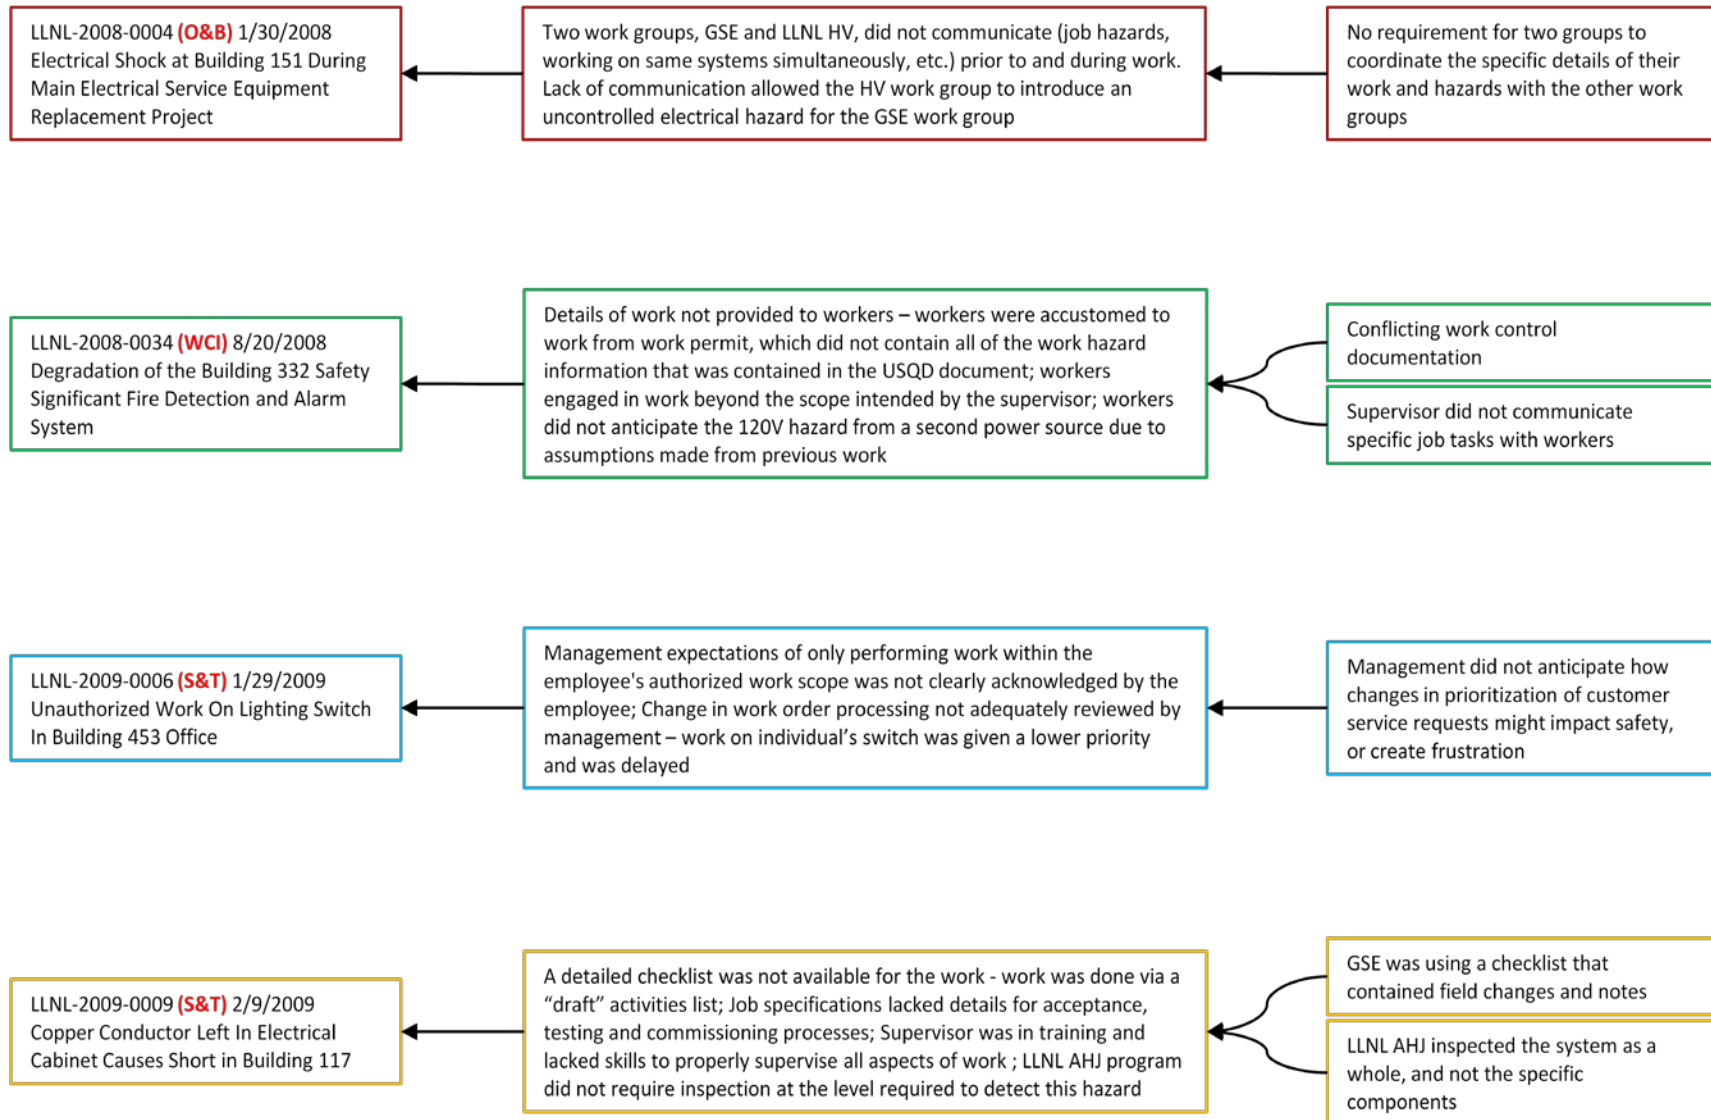 LLNL-2008-0004 (O&B) 1/30/2008
Electrical Shock at Building 151 During
Main Electrical Service Equipment
Replacement Project
Two work groups, GSE and LLNL HV, did not communicate (job hazards,
working on same systems simultaneously, etc.) prior to and during work.
Lack of communication allowed the HV work group to introduce an
uncontrolled electrical hazard for the GSE work group
No requirement for two groups to
coordinate the specific details of their
work and hazards with the other work
groups
LLNL-2008-0034 (WCI) 8/20/2008
Degradation of the Building 332 Safety
Significant Fire Detection and Alarm
System
Details of work not provided to workers – workers were accustomed to
work from work permit, which did not contain all of the work hazard
information that was contained in the USQD document; workers
engaged in work beyond the scope intended by the supervisor; workers
did not anticipate the 120V hazard from a second power source due to
assumptions made from previous work
Conflicting work control
documentation
Supervisor did not communicate
specific job tasks with workers
LLNL-2009-0006 (S&T) 1/29/2009
Unauthorized Work On Lighting Switch
In Building 453 Office
Management expectations of only performing work within the
employee's authorized work scope was not clearly acknowledged by the
employee; Change in work order processing not adequately reviewed by
management – work on individual’s switch was given a lower priority
and was delayed
Management did not anticipate how
changes in prioritization of customer
service requests might impact safety,
or create frustration
LLNL-2009-0009 (S&T) 2/9/2009
Copper Conductor Left In Electrical
Cabinet Causes Short in Building 117
A detailed checklist was not available for the work - work was done via a
“draft” activities list; Job specifications lacked details for acceptance,
testing and commissioning processes; Supervisor was in training and
lacked skills to properly supervise all aspects of work ; LLNL AHJ program
did not require inspection at the level required to detect this hazard
GSE was using a checklist that
contained field changes and notes
LLNL AHJ inspected the system as a
whole, and not the specific
components